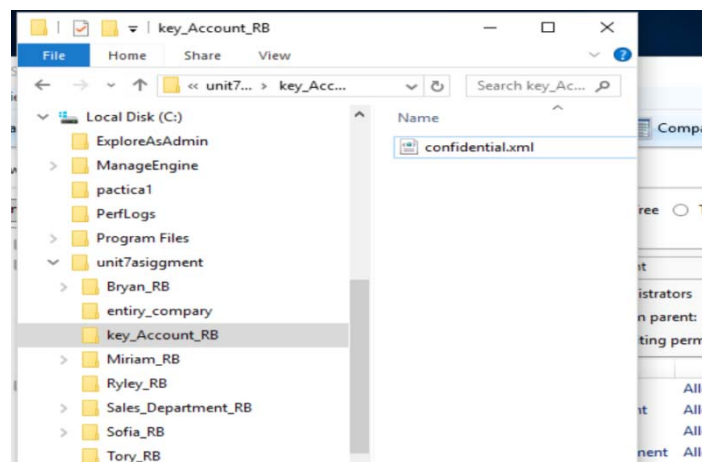 key_Account_RB
File Home Share View
« unit7... > key_Acc... Search key_Ac...
Local Disk (C:)
ExploreAsAdmin
ManageEngine
pactica1
PerfLogs
Program Files
unit7asiggment
Bryan_RB
entiry_compary
key_Account_RB
Miriam_RB
Ryley_RB
Sales_Department_RB
Sofia_RB
Tory_RB
Name
confidential.xml
Compa
ree
istrators
n parent:
ting perm
All
nt All
All
nent All